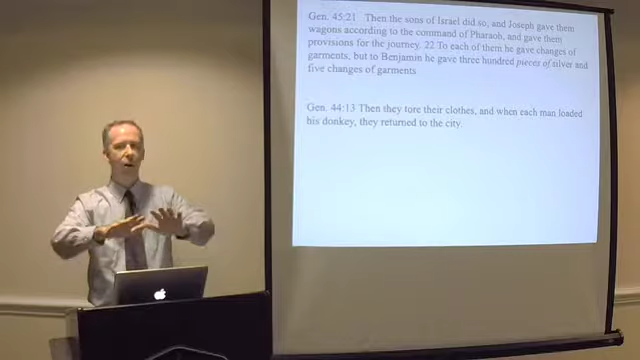 Gen. 45:21 Then the sons of Israel did so, and Joseph gave them
wagons according to the command of Pharaoh, and gave them
provisions for the journey. 22 To each of them he gave changes of
garments, but to Benjamin he gave three hundred pieces of silver and
five changes of garments
Gen. 44:13 Then they tore their clothes, and when each man loaded
his donkey, they returned to the city.